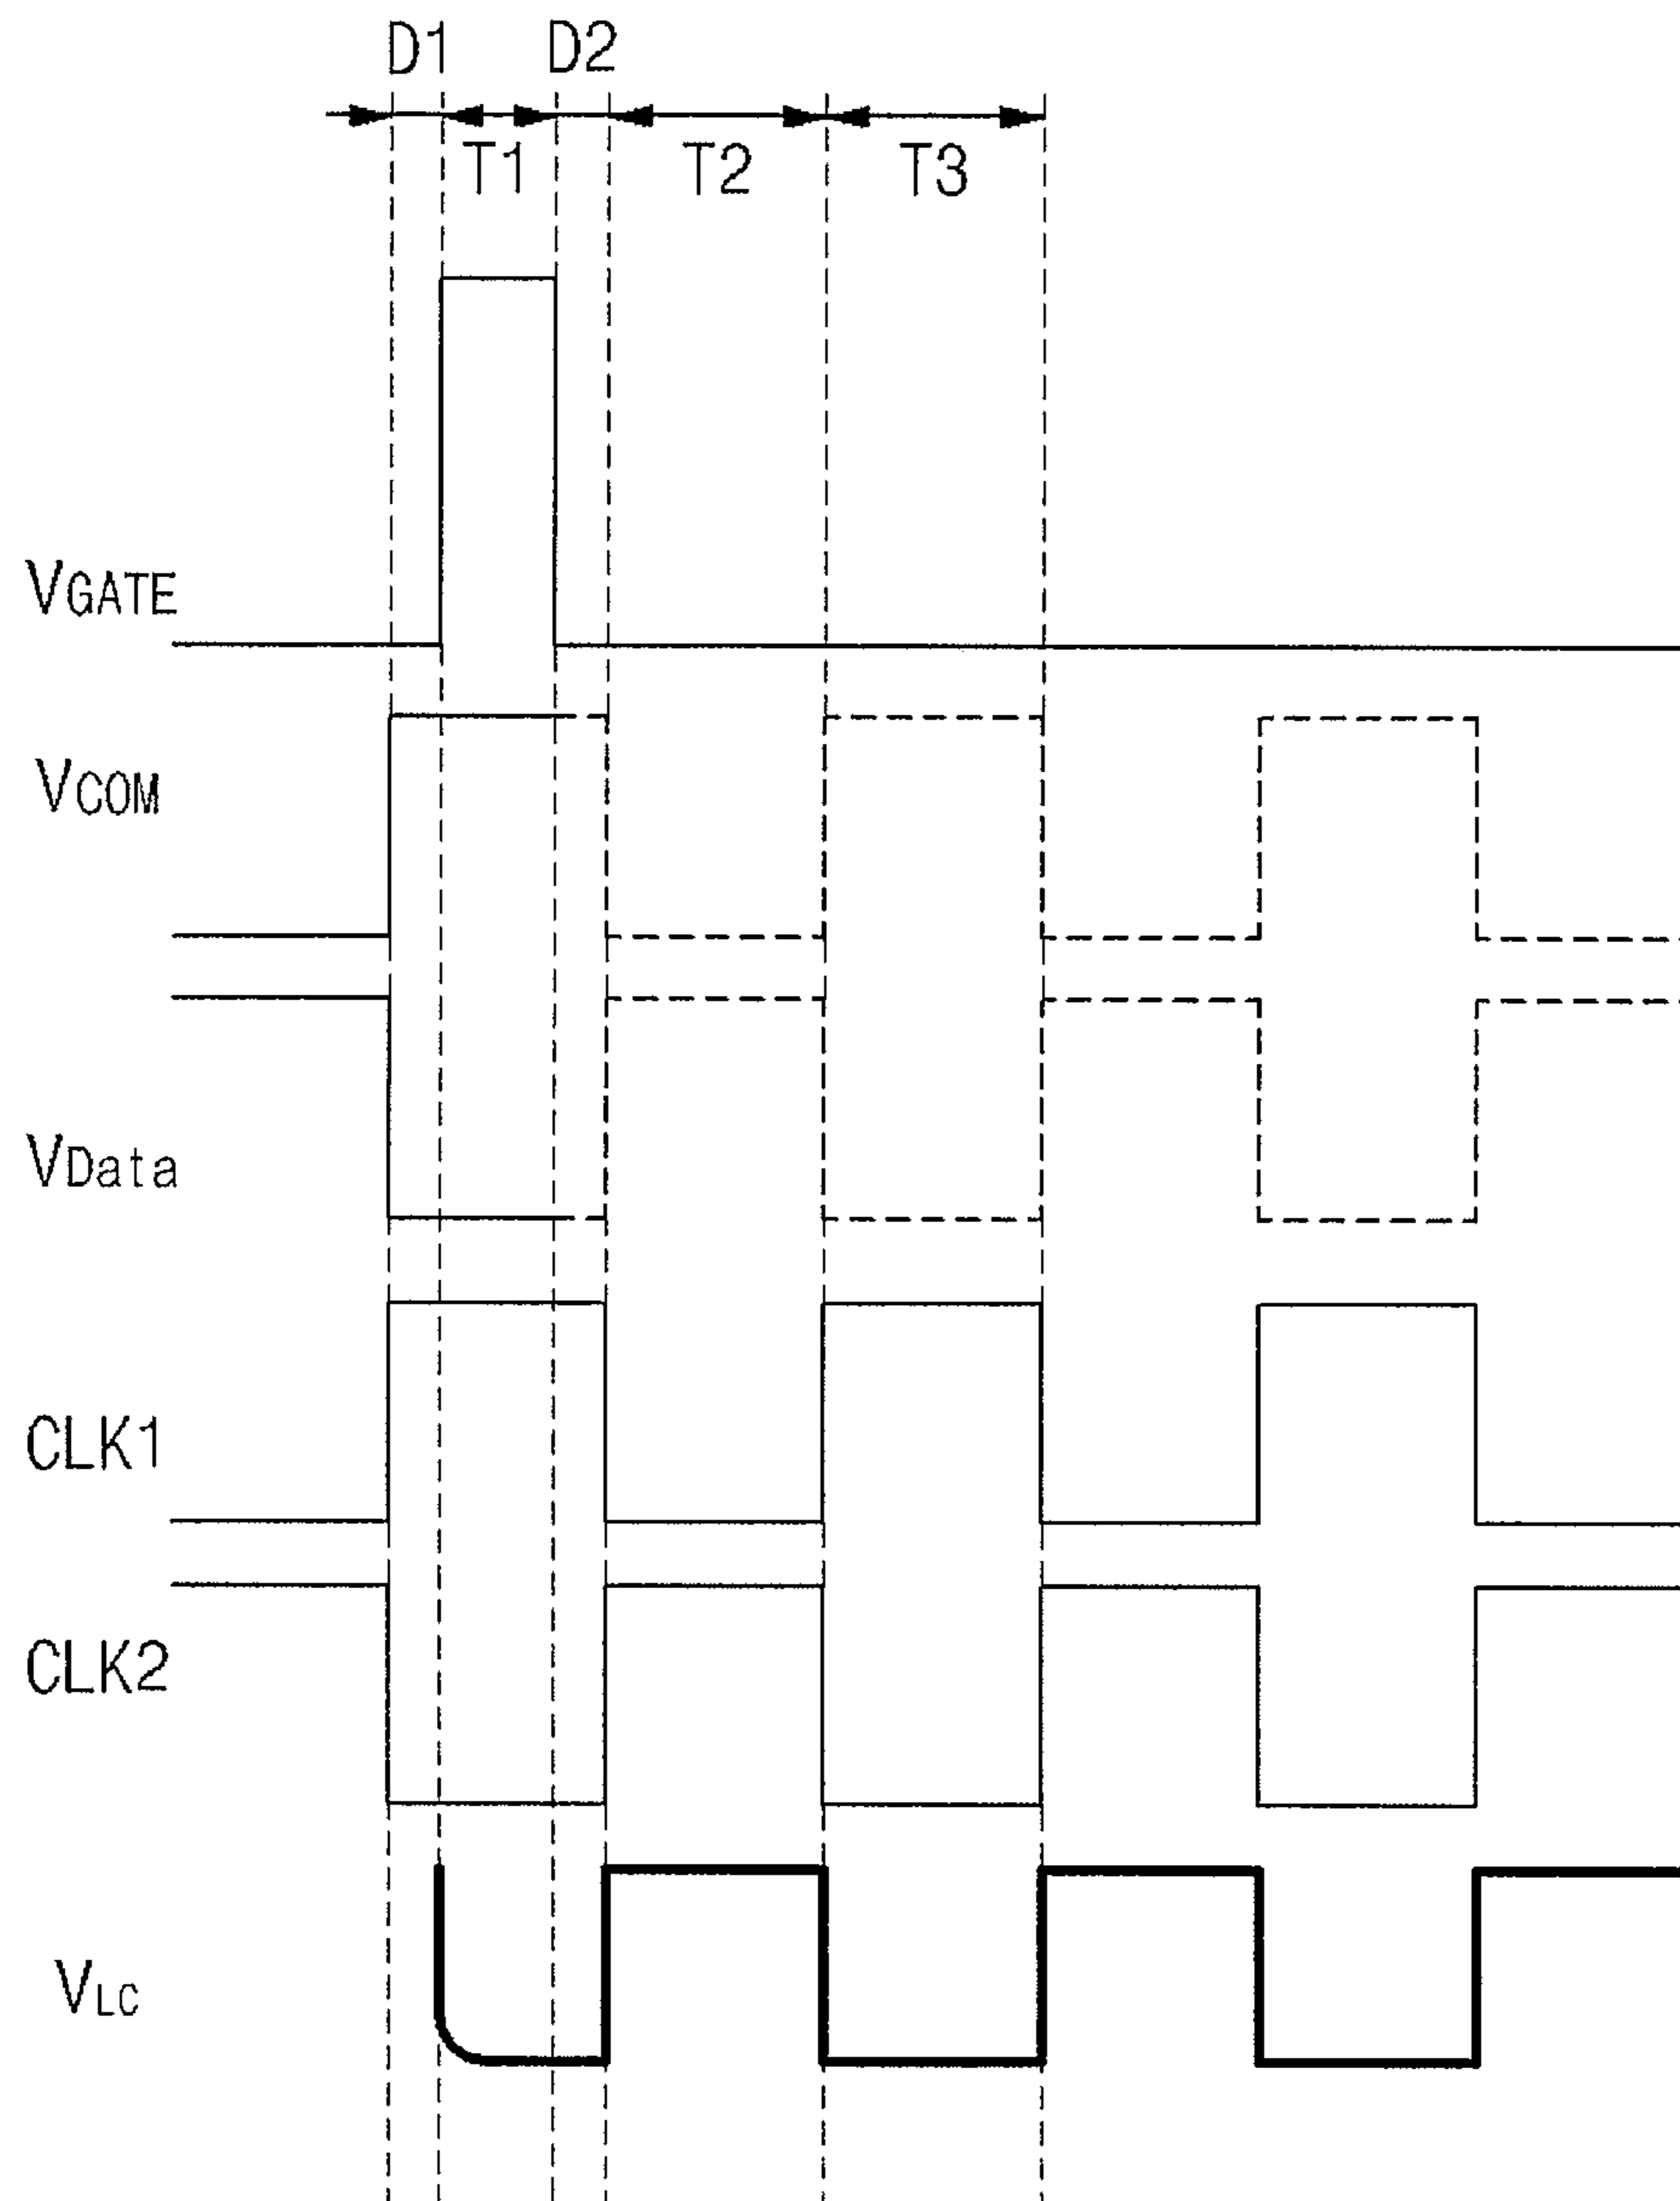 D1 D2
T1 T2 T3
VGATE
VCOM
VData
CLK1
CLK2
VLC